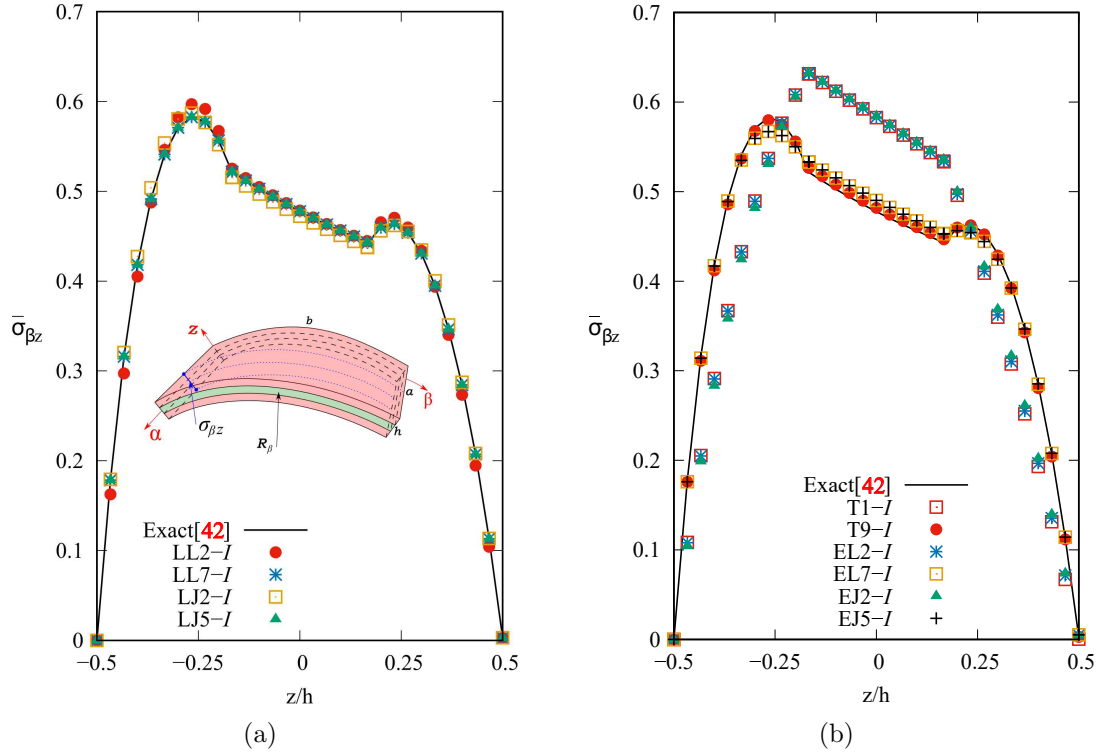 0.7
0.6
0.5
0.4
0.3
0.2
0.1
0
σ̄βz
−0.5
−0.25
0
0.25
0.5
z/h
Exact[42]
LL2−I
LL7−I
LJ2−I
LJ5−I
b
z
a
β
h
α
σβz
Rβ
(a)
0.7
0.6
0.5
0.4
0.3
0.2
0.1
0
σ̄βz
−0.5
−0.25
0
0.25
0.5
z/h
Exact[42]
T1−I
T9−I
EL2−I
EL7−I
EJ2−I
EJ5−I
(b)